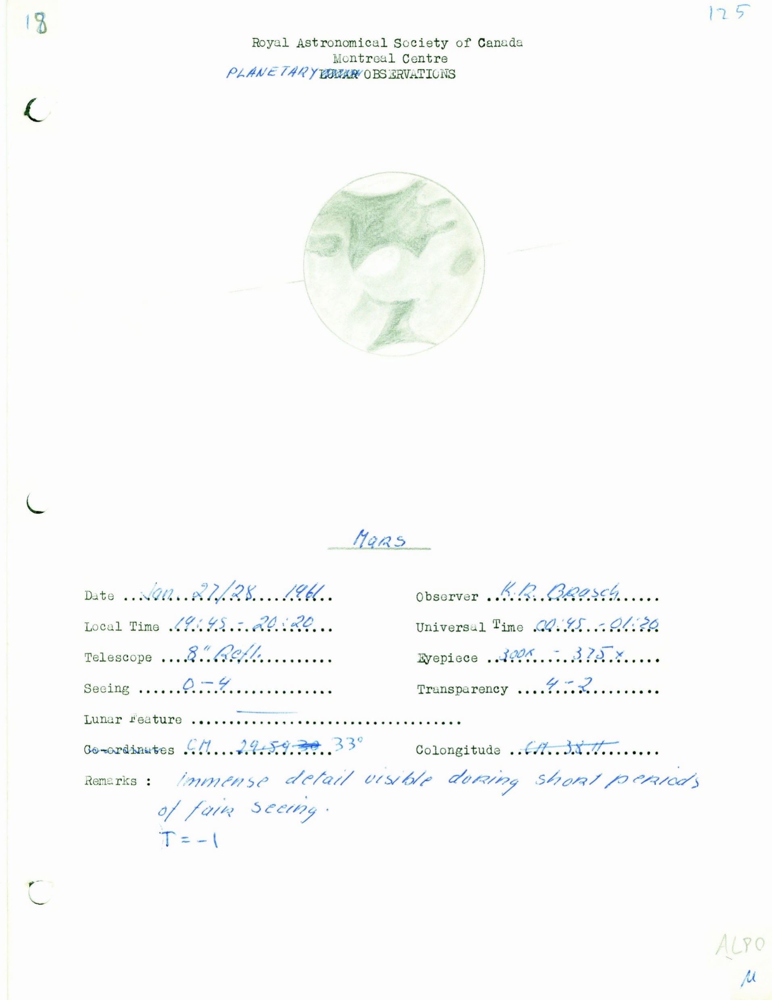 18
125
Royal Astronomical Society of Canada
Montreal Centre
PLANETARY LUNAR OBSERVATIONS
Mars
Date ...Jan. 27/28 1961..
Observer ..K.R. Brasch......
Local Time .19:45 - 20:20...
Universal Time .00:45 - 01:20
Telescope ....8" Refl..............
Eyepiece ..300x - 375x......
Seeing ......0-4..................
Transparency ....4-2............
Lunar Feature ...................................
Co-ordinates CM 29.59 33°
Colongitude ..CM 38 11.......
Remarks : Immense detail visible during short periods
of fair seeing.
T = -1
ALPO
M